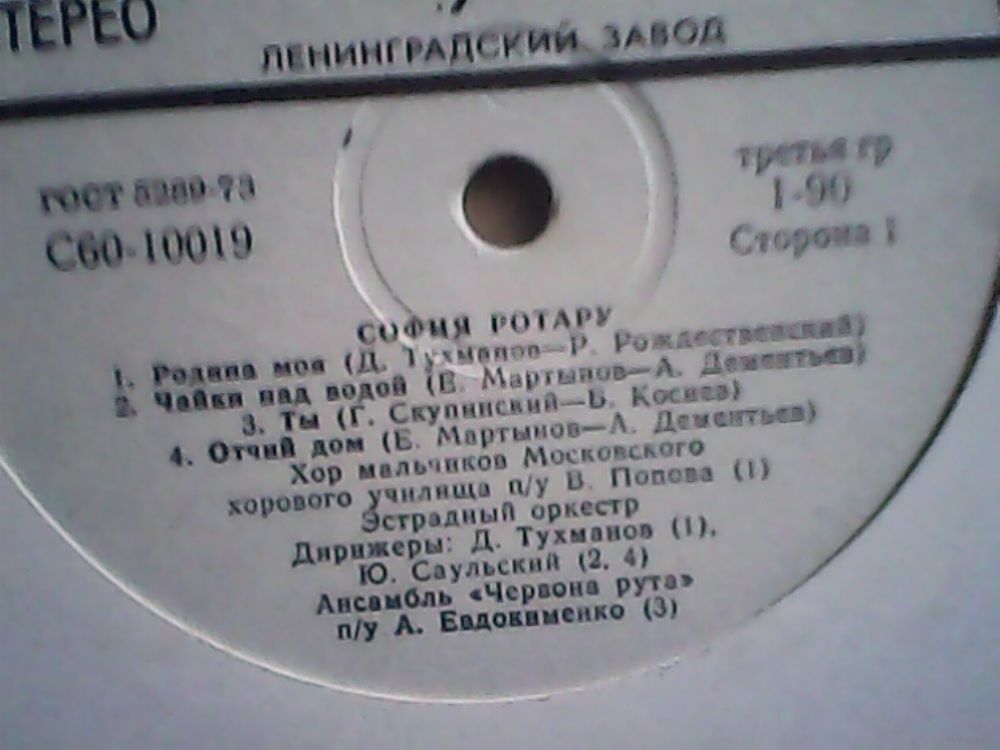 ТЕРЕО
ЛЕНИНГРАДСКИЙ ЗАВОД
ГОСТ 5289-73
третья гр
С60-10019
1-90
Сторона 1
СОФИЯ РОТАРУ
1. Родина моя (Д. Тухманов—Р. Рождественский)
2. Чайки над водой (Е. Мартынов—А. Дементьев)
3. Ты (Г. Скупинский—Б. Косиев)
4. Отчий дом (Е. Мартынов—А. Дементьев)
Хор мальчиков Московского
хорового училища п/у В. Попова (1)
Эстрадный оркестр
Дирижеры: Д. Тухманов (1),
Ю. Саульский (2, 4)
Ансамбль «Червона рута»
п/у А. Евдокименко (3)